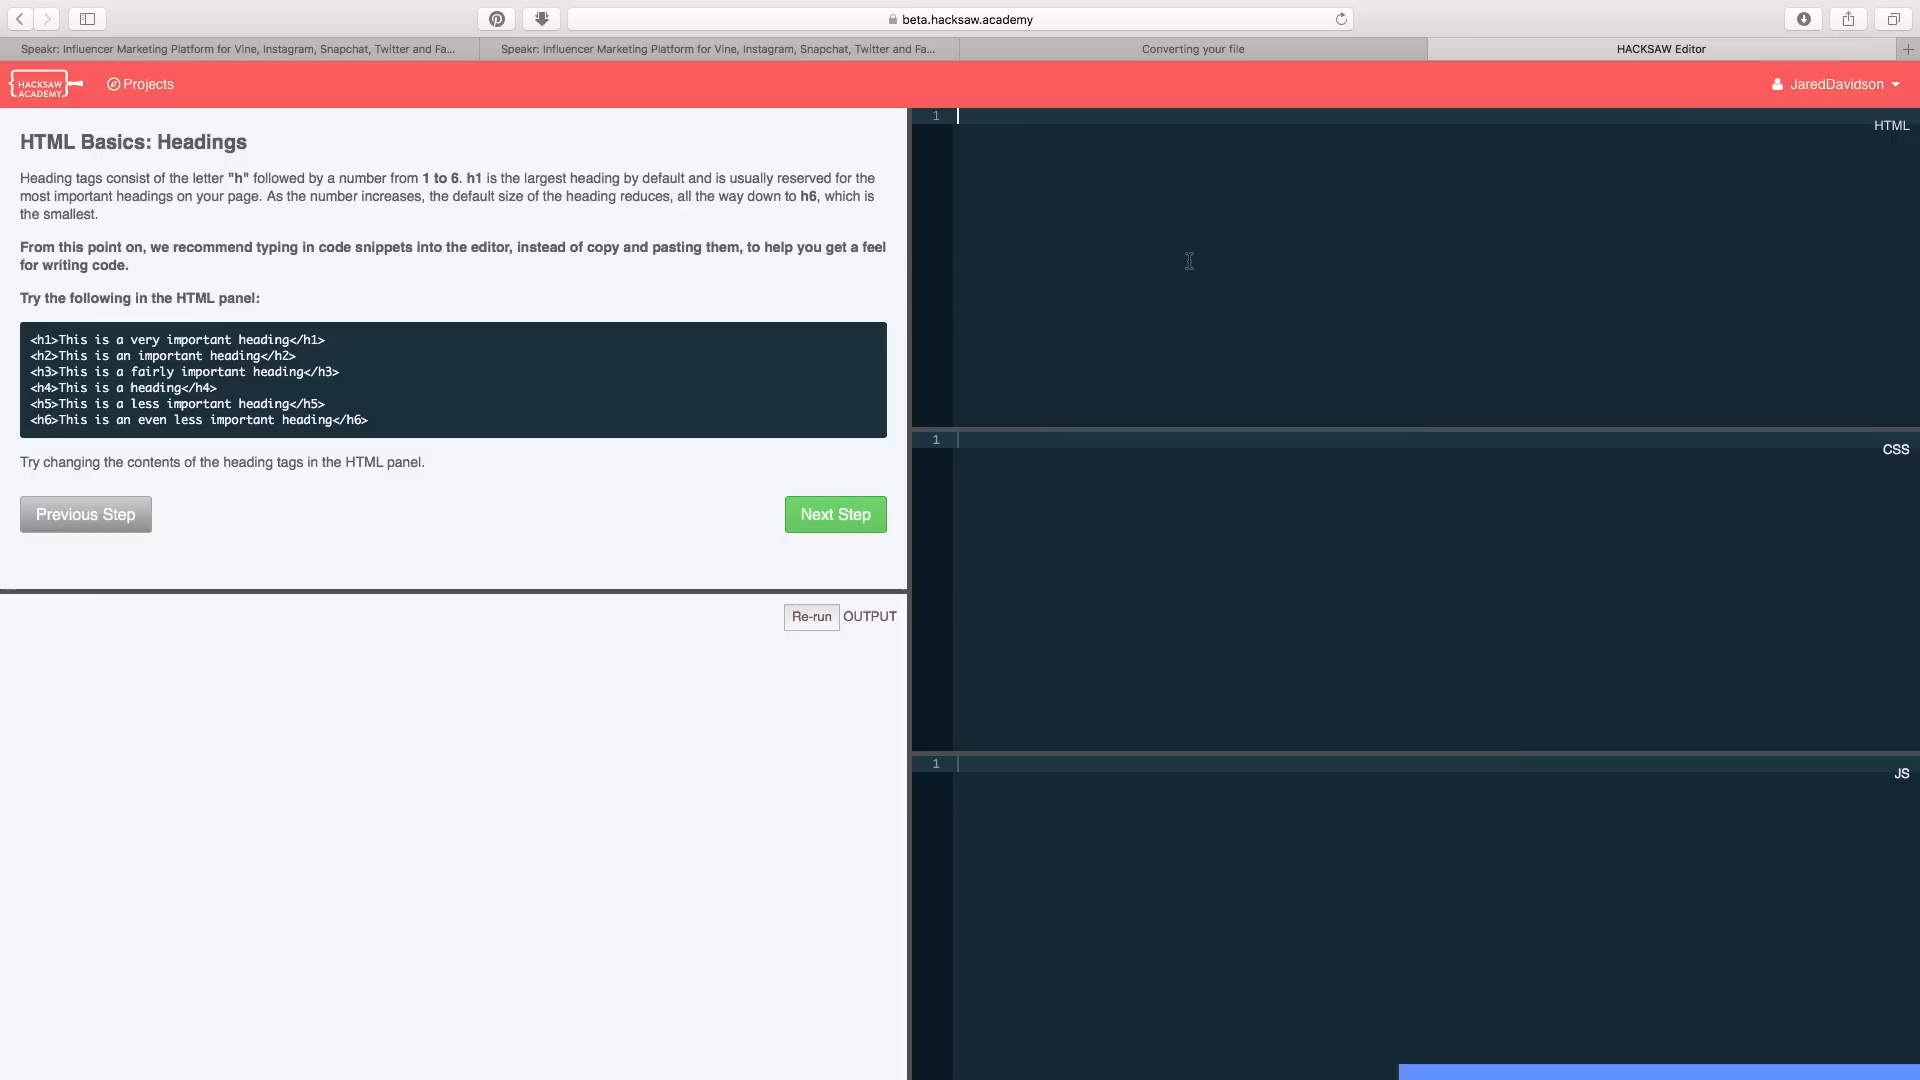 beta.hacksaw.academy
Speakr: Influencer Marketing Platform for Vine, Instagram, Snapchat, Twitter and Fa...
Speakr: Influencer Marketing Platform for Vine, Instagram, Snapchat, Twitter and Fa...
Converting your file
HACKSAW Editor
HACKSAW
ACADEMY
Projects
JaredDavidson
HTML Basics: Headings
Heading tags consist of the letter "h" followed by a number from 1 to 6. h1 is the largest heading by default and is usually reserved for the
most important headings on your page. As the number increases, the default size of the heading reduces, all the way down to h6, which is
the smallest.
From this point on, we recommend typing in code snippets into the editor, instead of copy and pasting them, to help you get a feel
for writing code.
Try the following in the HTML panel:
<h1>This is a very important heading</h1>
<h2>This is an important heading</h2>
<h3>This is a fairly important heading</h3>
<h4>This is a heading</h4>
<h5>This is a less important heading</h5>
<h6>This is an even less important heading</h6>
Try changing the contents of the heading tags in the HTML panel.
Previous Step
Next Step
Re-run
OUTPUT
1
HTML
1
CSS
1
JS